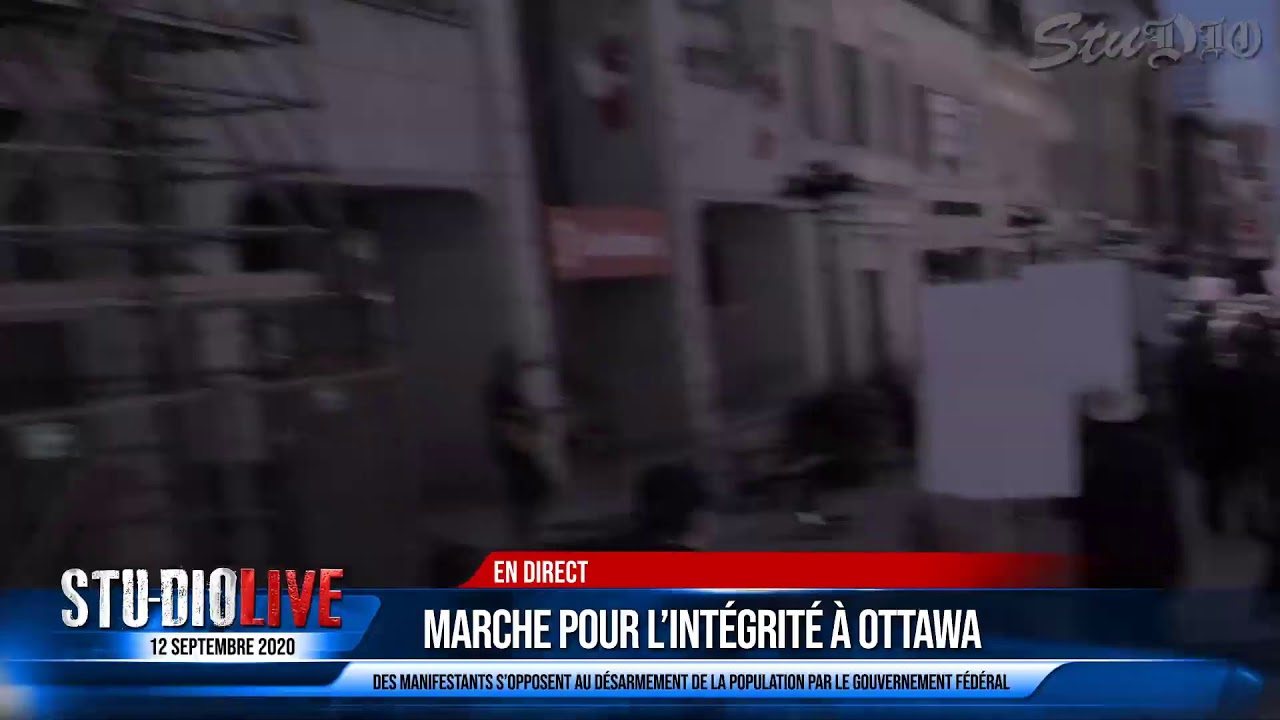 StuDIO
EN DIRECT
STU-DIOLIVE
MARCHE POUR L'INTÉGRITÉ À OTTAWA
12 SEPTEMBRE 2020
DES MANIFESTANTS S'OPPOSENT AU DÉSARMEMENT DE LA POPULATION PAR LE GOUVERNEMENT FÉDÉRAL